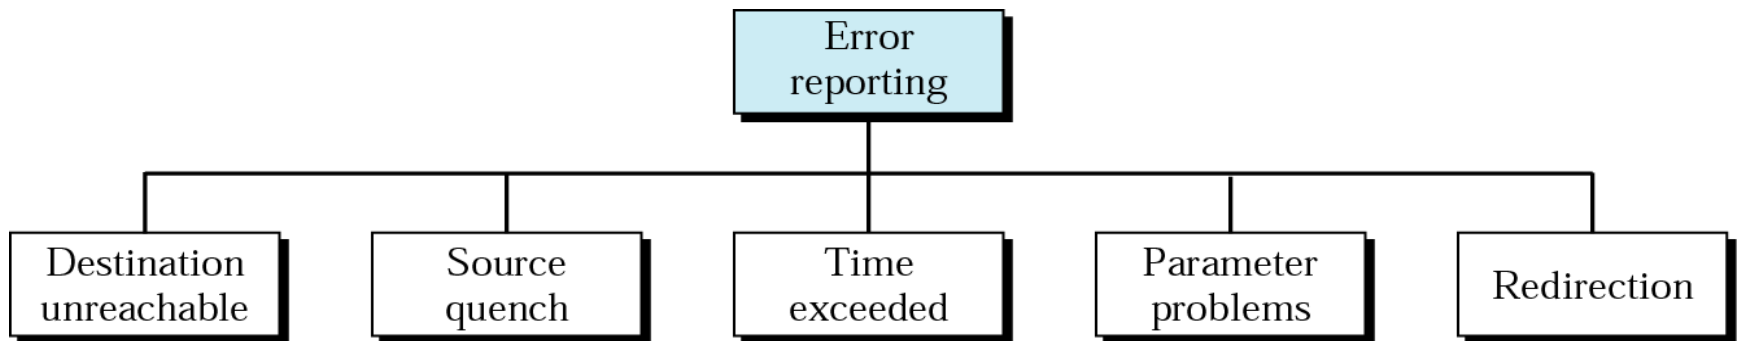 Error
reporting
Destination
unreachable
Source
quench
Time
exceeded
Parameter
problems
Redirection